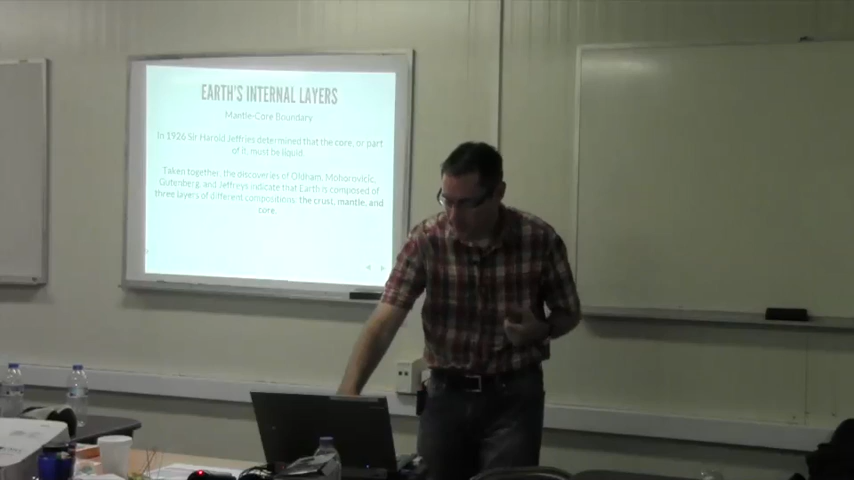 EARTH'S INTERNAL LAYERS
Mantle-Core Boundary
In 1926 Sir Harold Jeffries determined that the core, or part
of it, must be liquid
Taken together, the discoveries of Oldham, Mohorovicic,
Gutenberg, and Jeffreys indicate that Earth is composed of
three layers of different compositions: the crust, mantle, and
core.